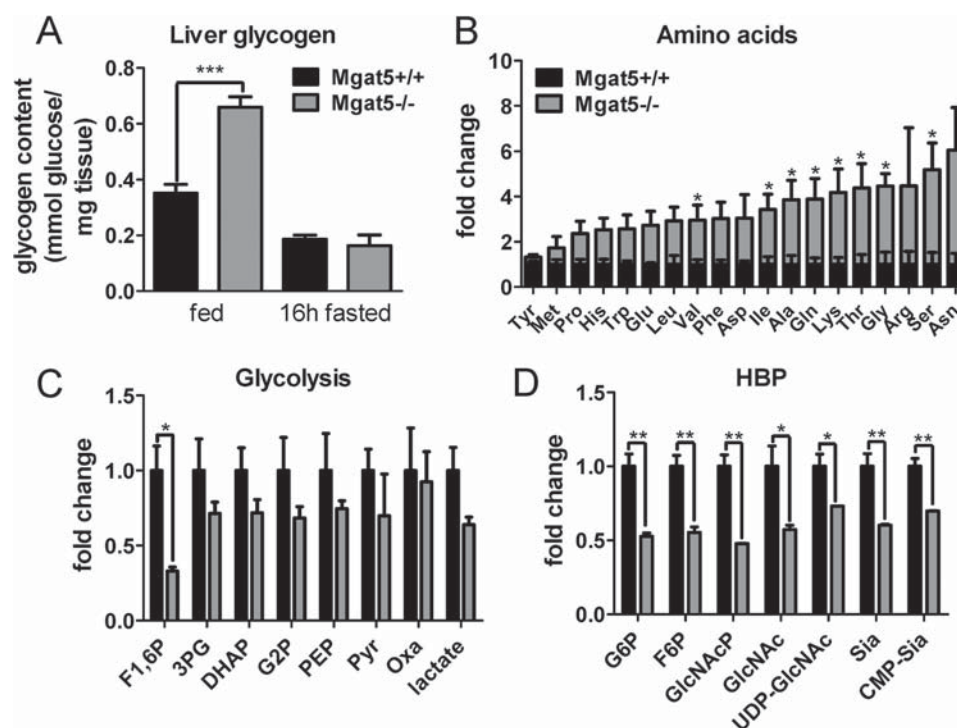 A
Liver glycogen
glycogen content
(mmol glucose/
mg tissue)
0.8
0.6
0.4
0.2
0.0
***
Mgat5+/+
Mgat5-/-
fed
16h fasted
B
Amino acids
fold change
10
8
6
4
2
0
Mgat5+/+
Mgat5-/-
* * * * * * * *
Tyr Met Pro His Trp Glu Leu Val Phe Asp Ile Ala Gln Lys Thr Gly Arg Ser Asn
C
Glycolysis
fold change
1.5
1.0
0.5
0.0
*
F1,6P 3PG DHAP G2P PEP Pyr Oxa lactate
D
HBP
fold change
1.5
1.0
0.5
0.0
** ** ** * * ** **
G6P F6P GlcNAcP GlcNAc UDP-GlcNAc Sia CMP-Sia